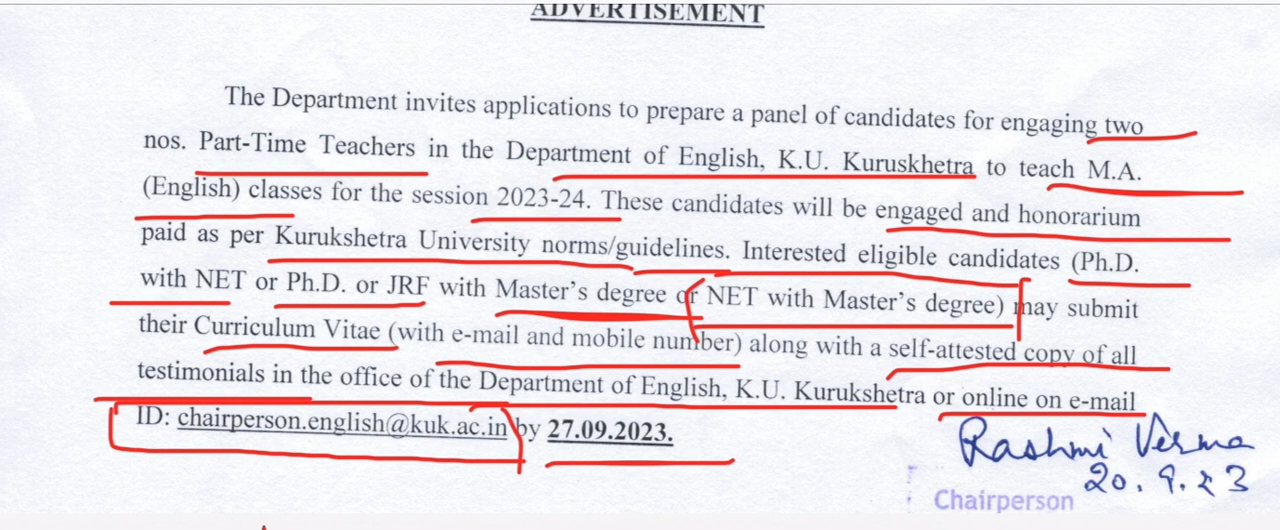 ADVERTISEMENT
The Department invites applications to prepare a panel of candidates for engaging two
nos. Part-Time Teachers in the Department of English, K.U. Kuruskhetra to teach M.A.
(English) classes for the session 2023-24. These candidates will be engaged and honorarium
paid as per Kurukshetra University norms/guidelines. Interested eligible candidates (Ph.D.
with NET or Ph.D. or JRF with Master's degree or NET with Master's degree) may submit
their Curriculum Vitae (with e-mail and mobile number) along with a self-attested copy of all
testimonials in the office of the Department of English, K.U. Kurukshetra or online on e-mail
ID: chairperson.english@kuk.ac.in by 27.09.2023.
Rashmi Verma
20.9.23
Chairperson